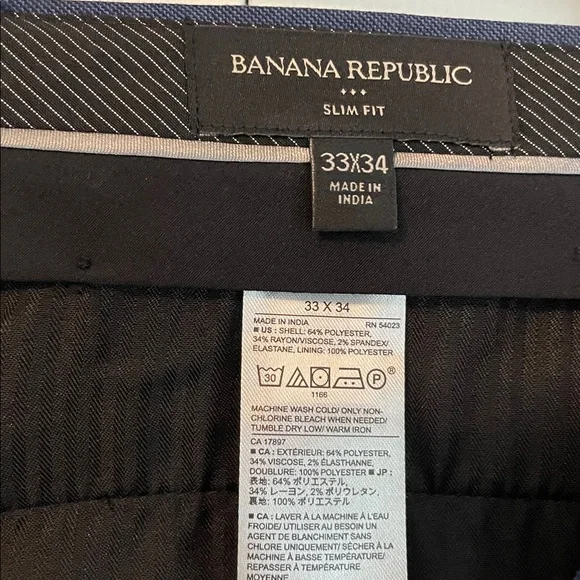 BANANA REPUBLIC
SLIM FIT
33X34
MADE IN
INDIA
33 X 34
MADE IN INDIA RN 54023
■ US : SHELL: 64% POLYESTER,
34% RAYON/VISCOSE, 2% SPANDEX/
ELASTANE, LINING: 100% POLYESTER
30 P ®
1166
MACHINE WASH COLD/ ONLY NON-
CHLORINE BLEACH WHEN NEEDED/
TUMBLE DRY LOW/ WARM IRON
CA 17897
■ CA : EXTÉRIEUR: 64% POLYESTER,
34% VISCOSE, 2% ÉLASTHANNE,
DOUBLURE: 100% POLYESTER ■ JP :
表地: 64% ポリエステル,
34% レーヨン, 2% ポリウレタン,
裏地: 100% ポリエステル
■ CA : LAVER À LA MACHINE À L'EAU
FROIDE/ UTILISER AU BESOIN UN
AGENT DE BLANCHIMENT SANS
CHLORE UNIQUEMENT/ SÉCHER À LA
MACHINE À BASSE TEMPÉRATURE/
REPASSER À TEMPÉRATURE
MOYENNE